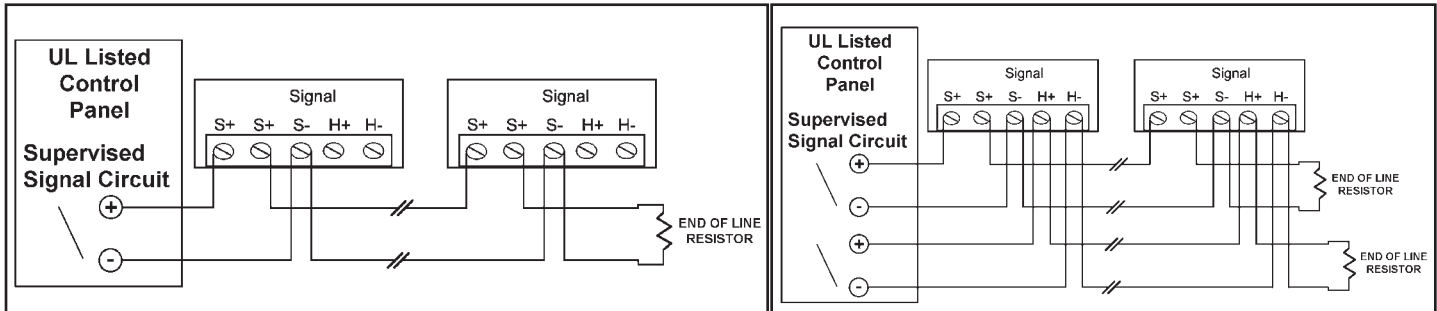 UL Listed
Control
Panel
Supervised
Signal Circuit
+
-
Signal
S+ S+ S- H+ H-
Signal
S+ S+ S- H+ H-
END OF LINE
RESISTOR
UL Listed
Control
Panel
Supervised
Signal Circuit
+
-
+
-
Signal
S+ S+ S- H+ H-
Signal
S+ S+ S- H+ H-
END OF LINE
RESISTOR
END OF LINE
RESISTOR